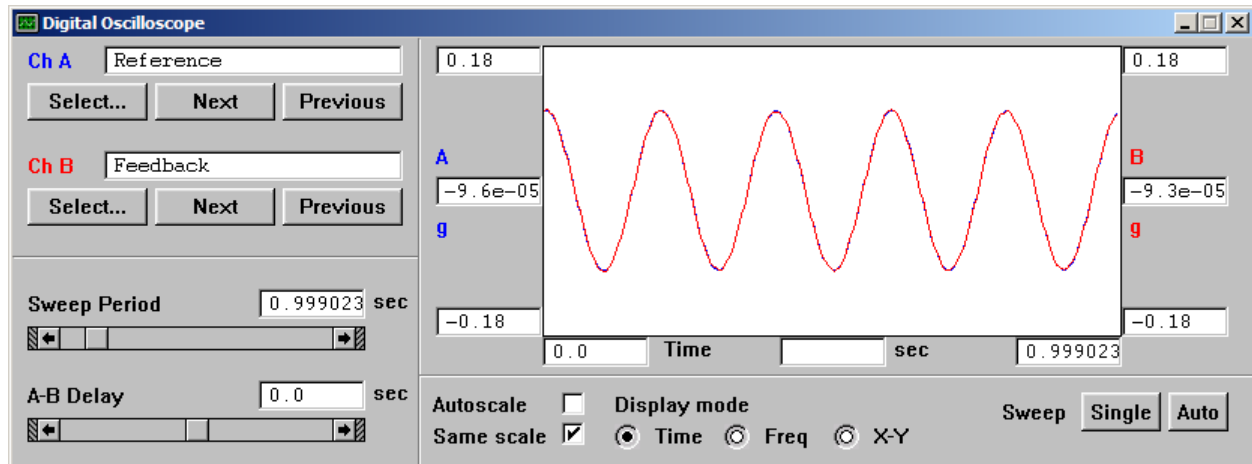 Digital Oscilloscope
Ch A Reference
Select... Next Previous
Ch B Feedback
Select... Next Previous
Sweep Period 0.999023 sec
A-B Delay 0.0 sec
0.18
A
-9.6e-05
g
-0.18
0.18
B
-9.3e-05
g
-0.18
0.0 Time sec 0.999023
Autoscale Display mode
Same scale Time Freq X-Y
Sweep Single Auto